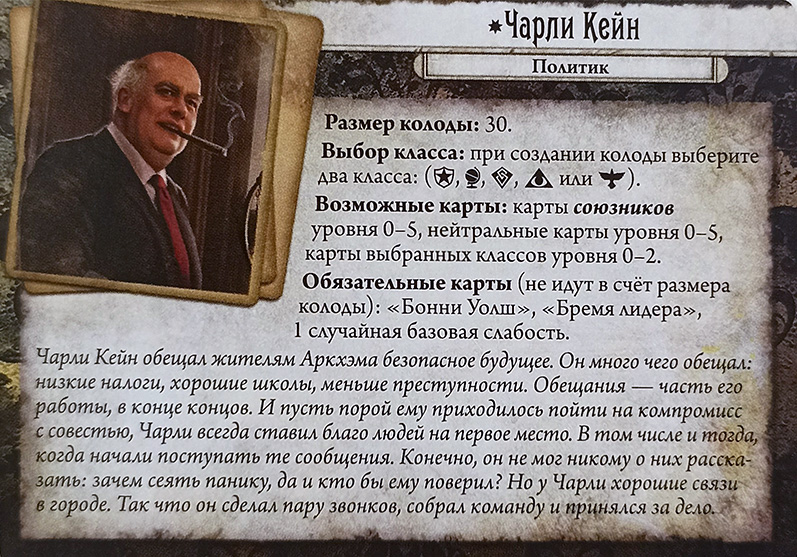 Чарли Кейн
Политик
Размер колоды: 30.
Выбор класса: при создании колоды выберите
два класса: ( , , , или ).
Возможные карты: карты союзников
уровня 0–5, нейтральные карты уровня 0–5,
карты выбранных классов уровня 0–2.
Обязательные карты (не идут в счёт размера
колоды): «Бонни Уолш», «Бремя лидера»,
1 случайная базовая слабость.
Чарли Кейн обещал жителям Аркхэма безопасное будущее. Он много чего обещал:
низкие налоги, хорошие школы, меньше преступности. Обещания — часть его
работы, в конце концов. И пусть порой ему приходилось пойти на компромисс
с совестью, Чарли всегда ставил благо людей на первое место. В том числе и тогда,
когда начали поступать те сообщения. Конечно, он не мог никому о них расска-
зать: зачем сеять панику, да и кто бы ему поверил? Но у Чарли хорошие связи
в городе. Так что он сделал пару звонков, собрал команду и принялся за дело.